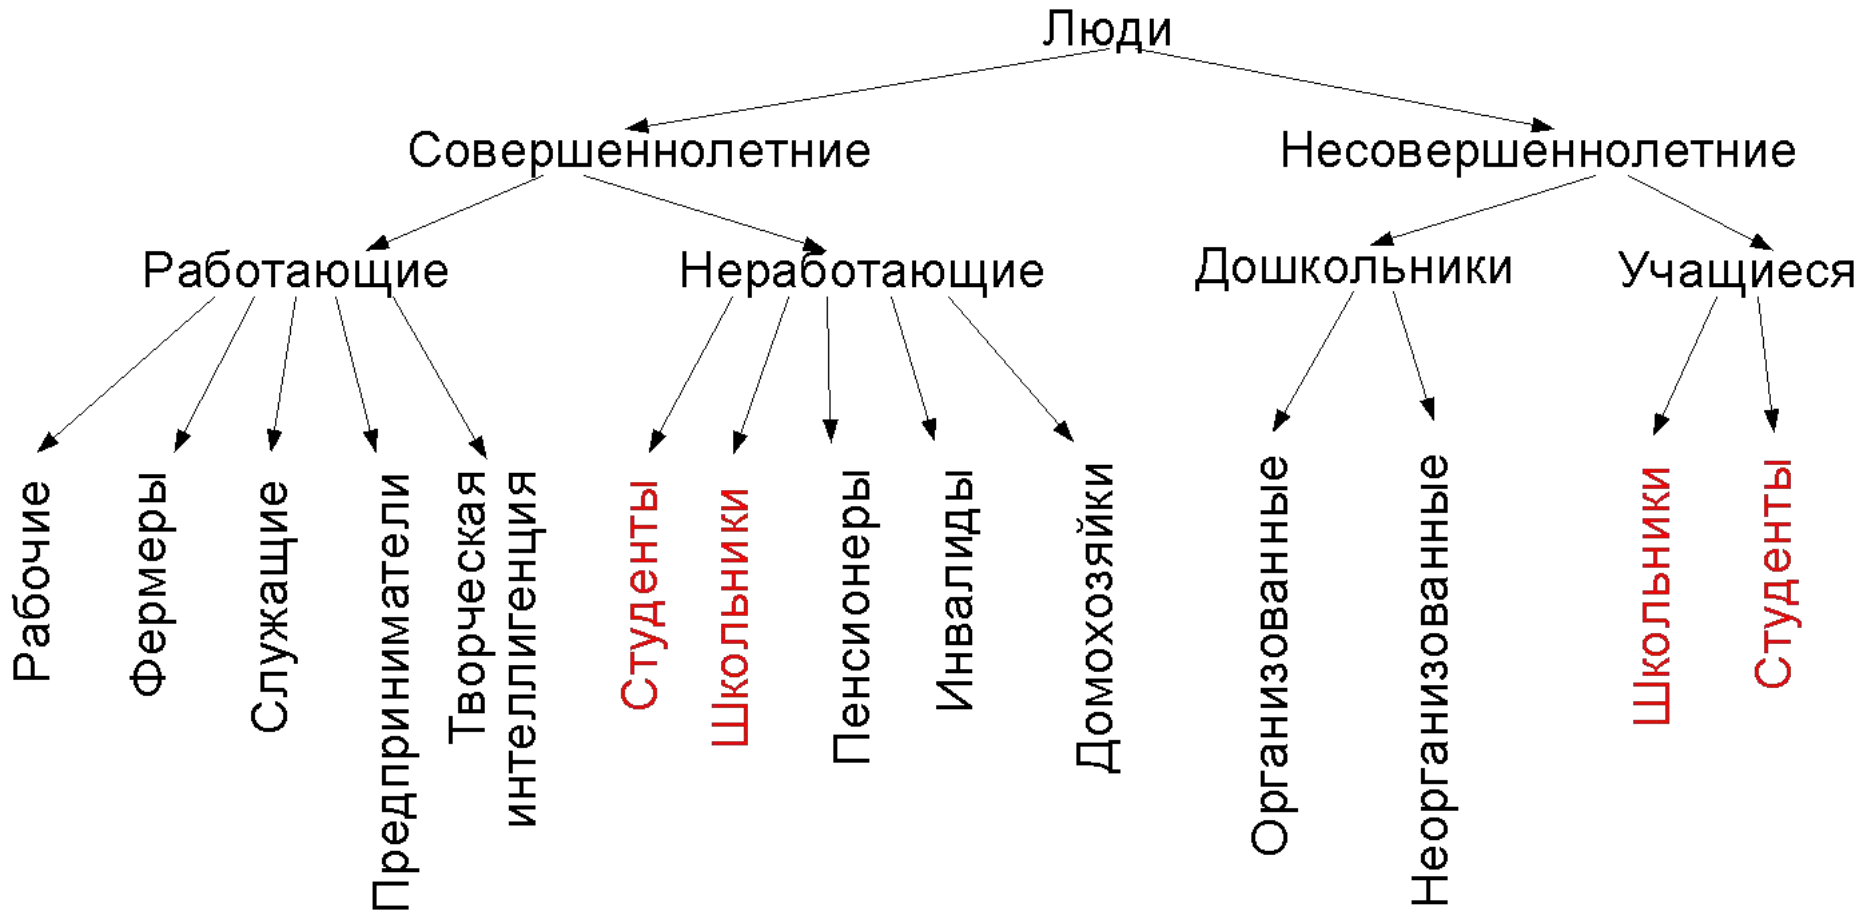 Люди
Совершеннолетние
Несовершеннолетние
Работающие
Неработающие
Дошкольники
Учащиеся
Рабочие
Фермеры
Служащие
Предприниматели
Творческая
интеллигенция
Студенты
Школьники
Пенсионеры
Инвалиды
Домохозяйки
Организованные
Неорганизованные
Школьники
Студенты